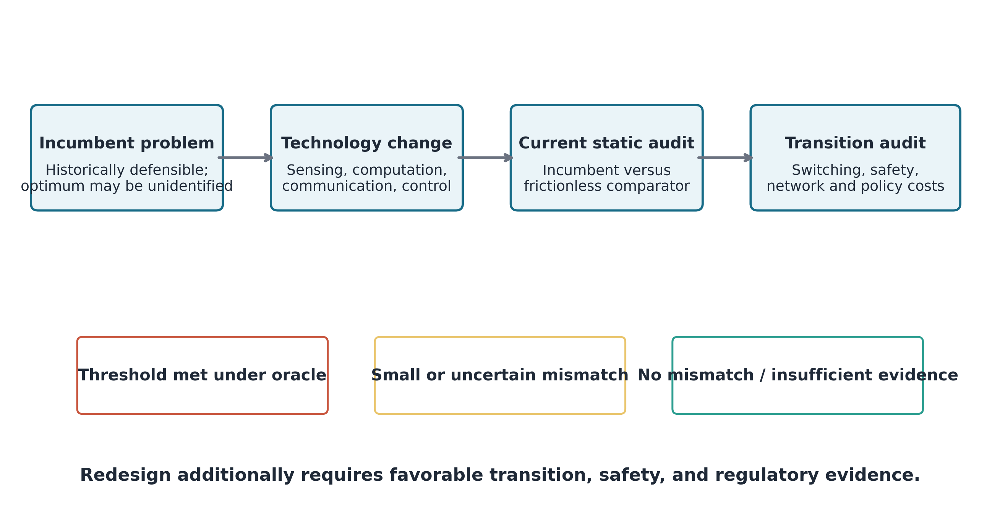 Incumbent problem
Historically defensible;
optimum may be unidentified
Technology change
Sensing, computation,
communication, control
Current static audit
Incumbent versus
frictionless comparator
Transition audit
Switching, safety,
network and policy costs
Threshold met under oracle
Small or uncertain mismatch
No mismatch / insufficient evidence
Redesign additionally requires favorable transition, safety, and regulatory evidence.